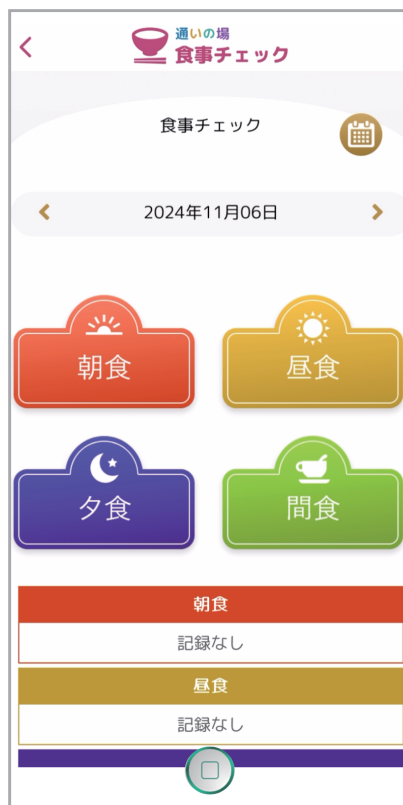 通いの場
食事チェック
食事チェック
2024年11月06日
朝食
昼食
夕食
間食
朝食
記録なし
昼食
記録なし